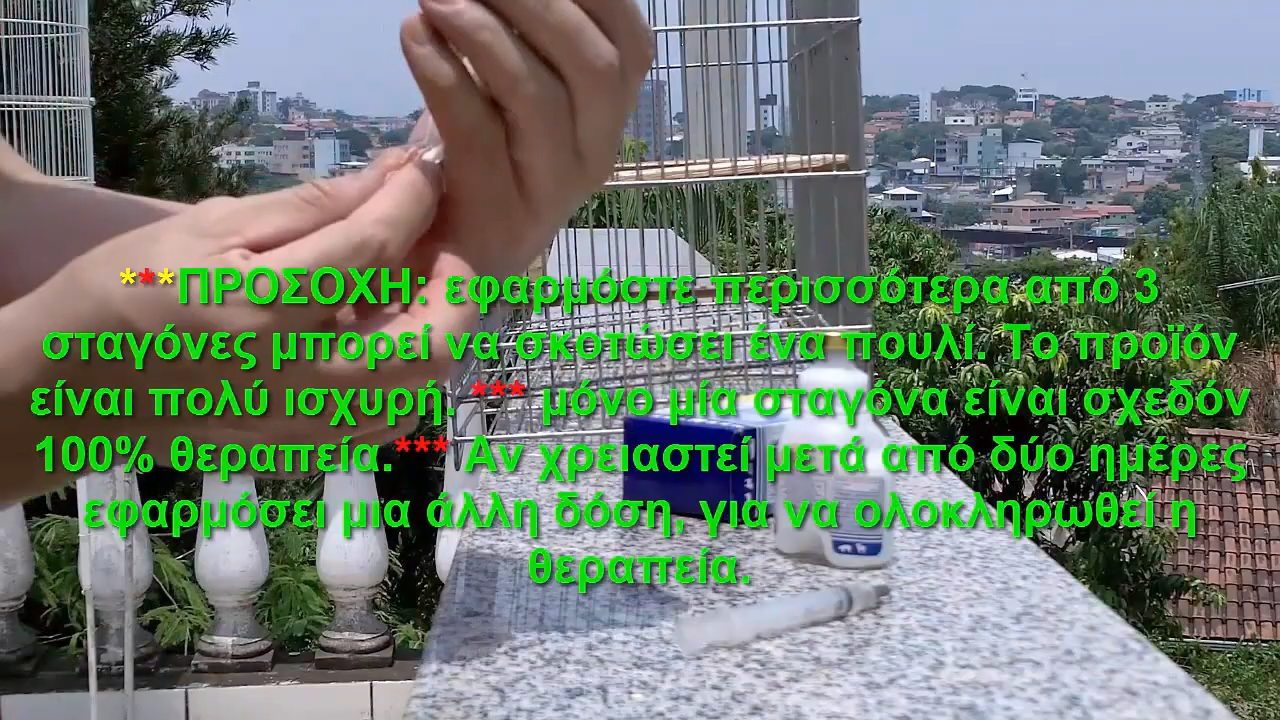 ***ΠΡΟΣΟΧΗ: εφαρμόστε περισσότερα από 3
σταγόνες μπορεί να σκοτώσει ένα πουλί. Το προϊόν
είναι πολύ ισχυρή. *** μόνο μία σταγόνα είναι σχεδόν
100% θεραπεία.*** Αν χρειαστεί μετά από δύο ημέρες
εφαρμόσει μια άλλη δόση, για να ολοκληρωθεί η
θεραπεία.